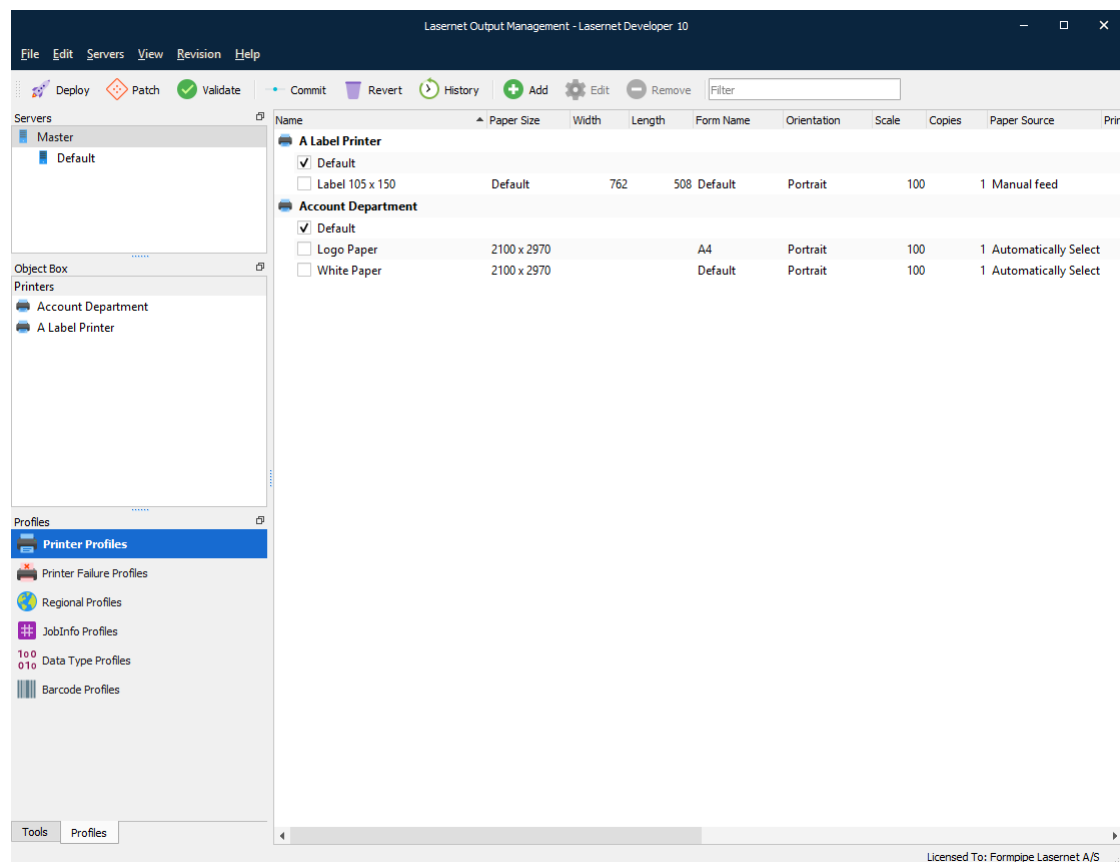 Lasernet Output Management - Lasernet Developer 10
File Edit Servers View Revision Help
Deploy Patch Validate Commit Revert History Add Edit Remove Filter
Servers
Master
Default
Object Box
Printers
Account Department
A Label Printer
Profiles
Printer Profiles
Printer Failure Profiles
Regional Profiles
JobInfo Profiles
100
010 Data Type Profiles
Barcode Profiles
Tools Profiles
Name Paper Size Width Length Form Name Orientation Scale Copies Paper Source Prin
A Label Printer
Default
Label 105 x 150 Default 762 508 Default Portrait 100 1 Manual feed
Account Department
Default
Logo Paper 2100 x 2970 A4 Portrait 100 1 Automatically Select
White Paper 2100 x 2970 Default Portrait 100 1 Automatically Select
Licensed To: Formpipe Lasernet A/S